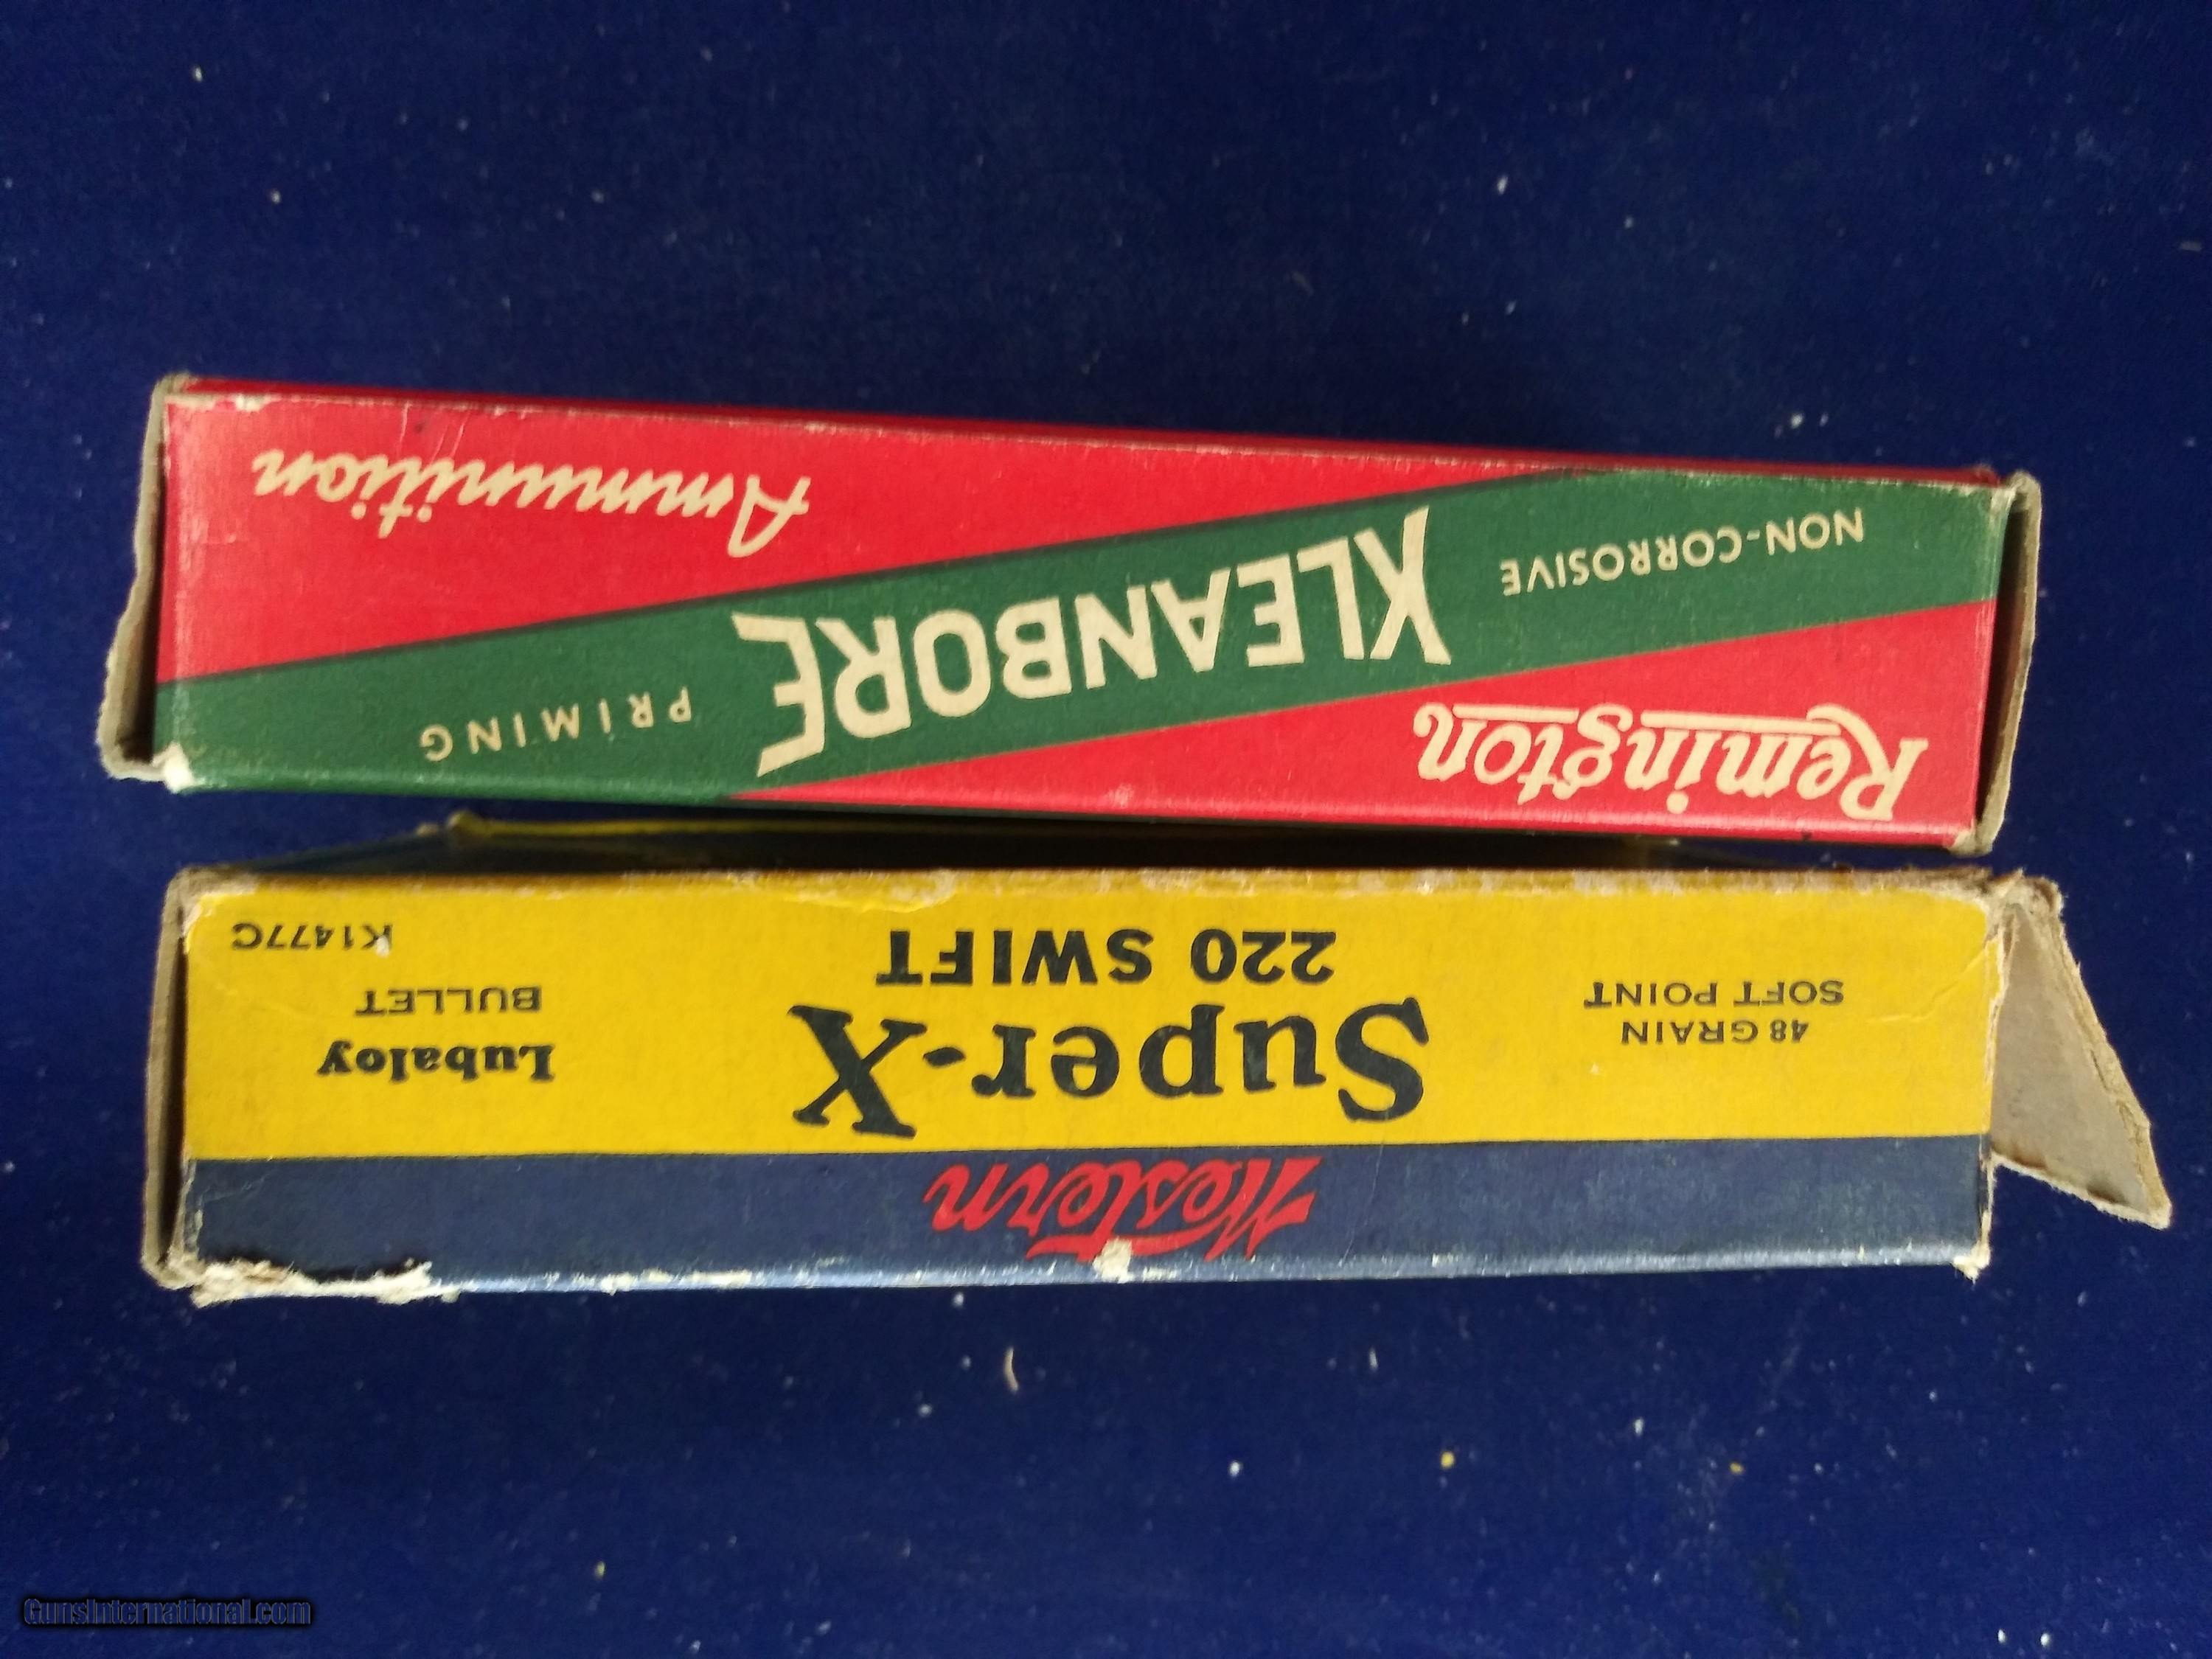 Remington
NON-CORROSIVE
KLEANBORE
PRIMING
Ammunition
Western
Super-X
220 SWIFT
48 GRAIN
SOFT POINT
Lubaloy
BULLET
K1477C
GunsInternational.com